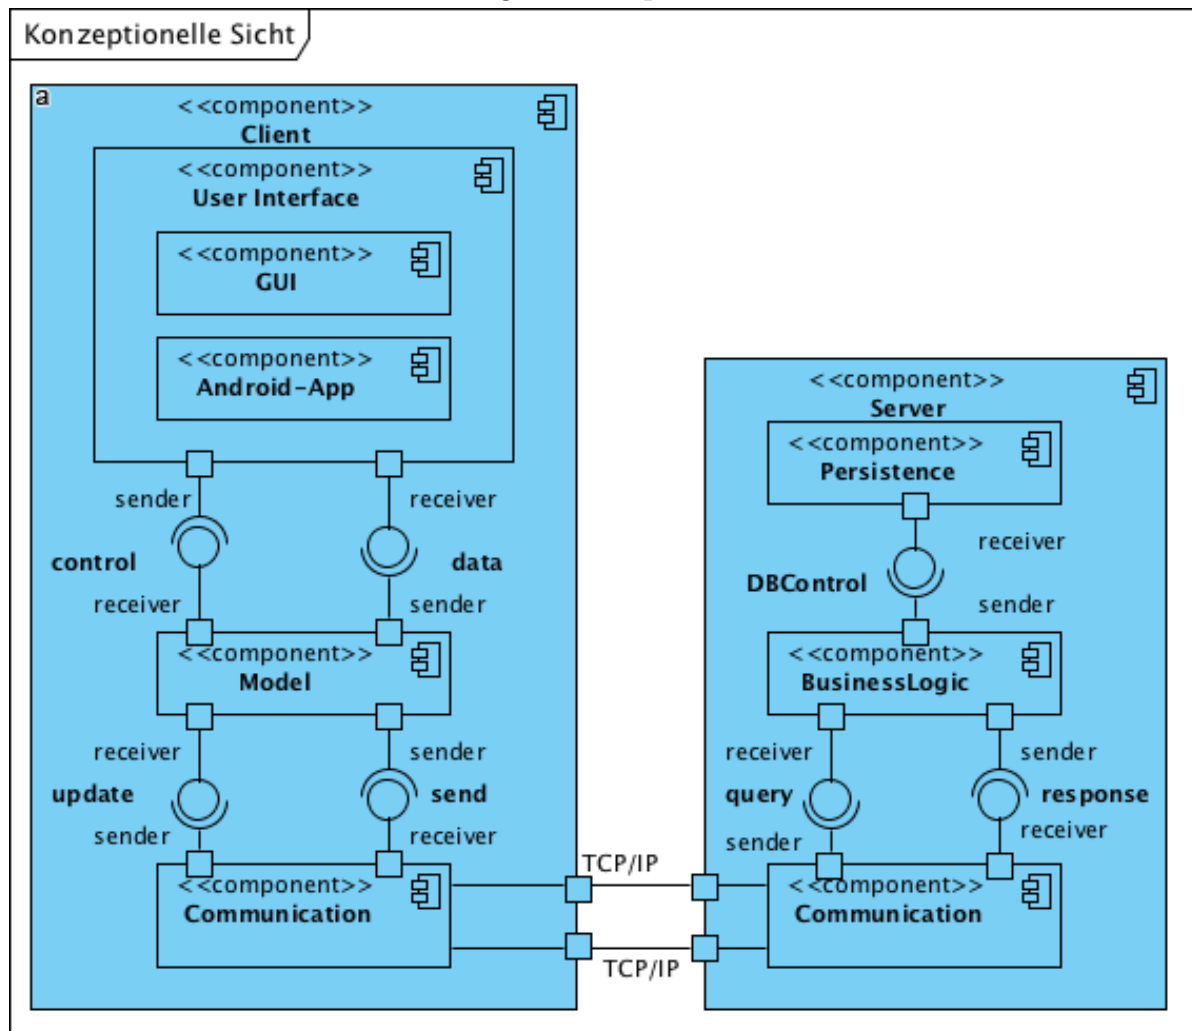 Konzeptionelle Sicht
a
<<component>>
Client
<<component>>
User Interface
<<component>>
GUI
<<component>>
Android-App
sender
receiver
control
data
receiver
sender
<<component>>
Model
receiver
sender
update
send
sender
receiver
<<component>>
Communication
TCP/IP
TCP/IP
<<component>>
Server
<<component>>
Persistence
receiver
DBControl
sender
<<component>>
BusinessLogic
receiver
sender
query
response
sender
receiver
<<component>>
Communication